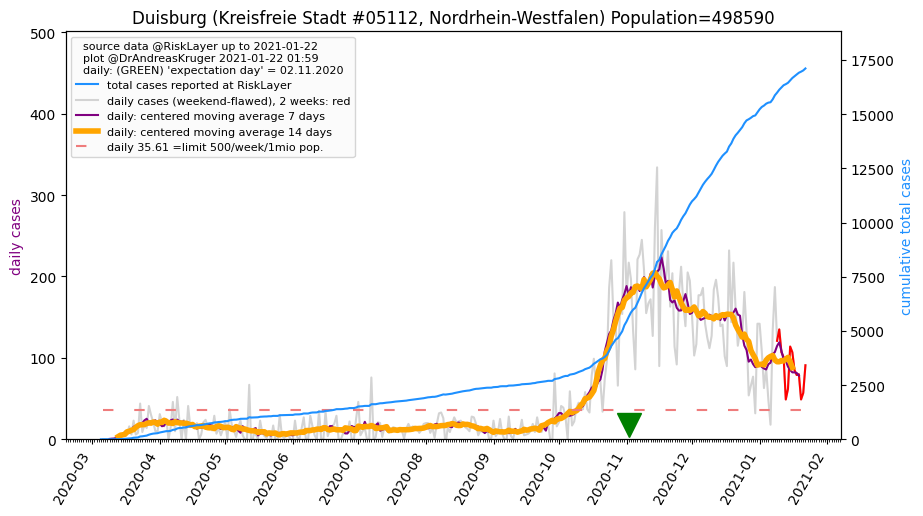 Duisburg (Kreisfreie Stadt #05112, Nordrhein-Westfalen) Population=498590
source data @RiskLayer up to 2021-01-22
plot @DrAndreasKruger 2021-01-22 01:59
daily: (GREEN) 'expectation day' = 02.11.2020
total cases reported at RiskLayer
daily cases (weekend-flawed), 2 weeks: red
daily: centered moving average 7 days
daily: centered moving average 14 days
daily 35.61 =limit 500/week/1mio pop.
daily cases
500
400
300
200
100
0
cumulative total cases
17500
15000
12500
10000
7500
5000
2500
0
2020-03
2020-04
2020-05
2020-06
2020-07
2020-08
2020-09
2020-10
2020-11
2020-12
2021-01
2021-02